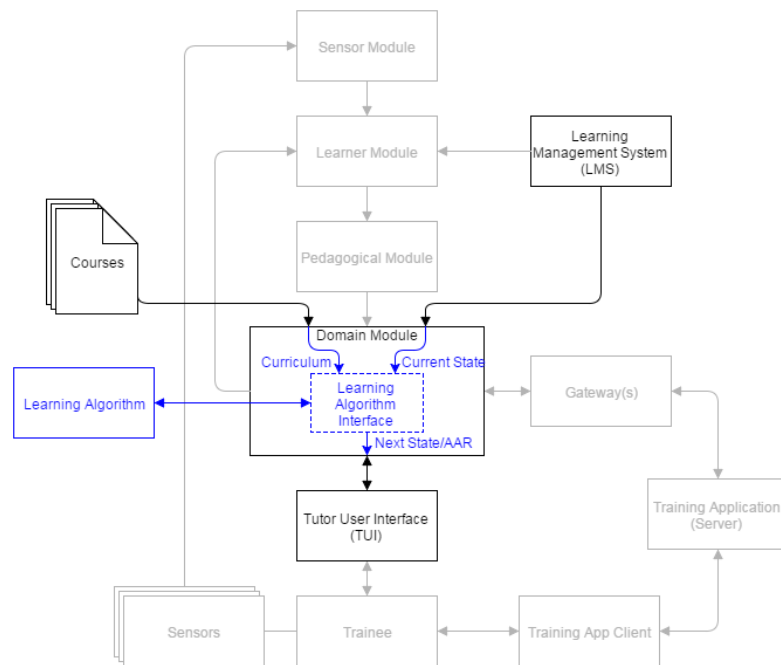 Sensor Module
Learner Module
Learning
Management System
(LMS)
Courses
Pedagogical Module
Domain Module
Curriculum
Current State
Learning Algorithm
Learning
Algorithm
Interface
Gateway(s)
Next State/AAR
Tutor User Interface
(TUI)
Training Application
(Server)
Sensors
Trainee
Training App Client